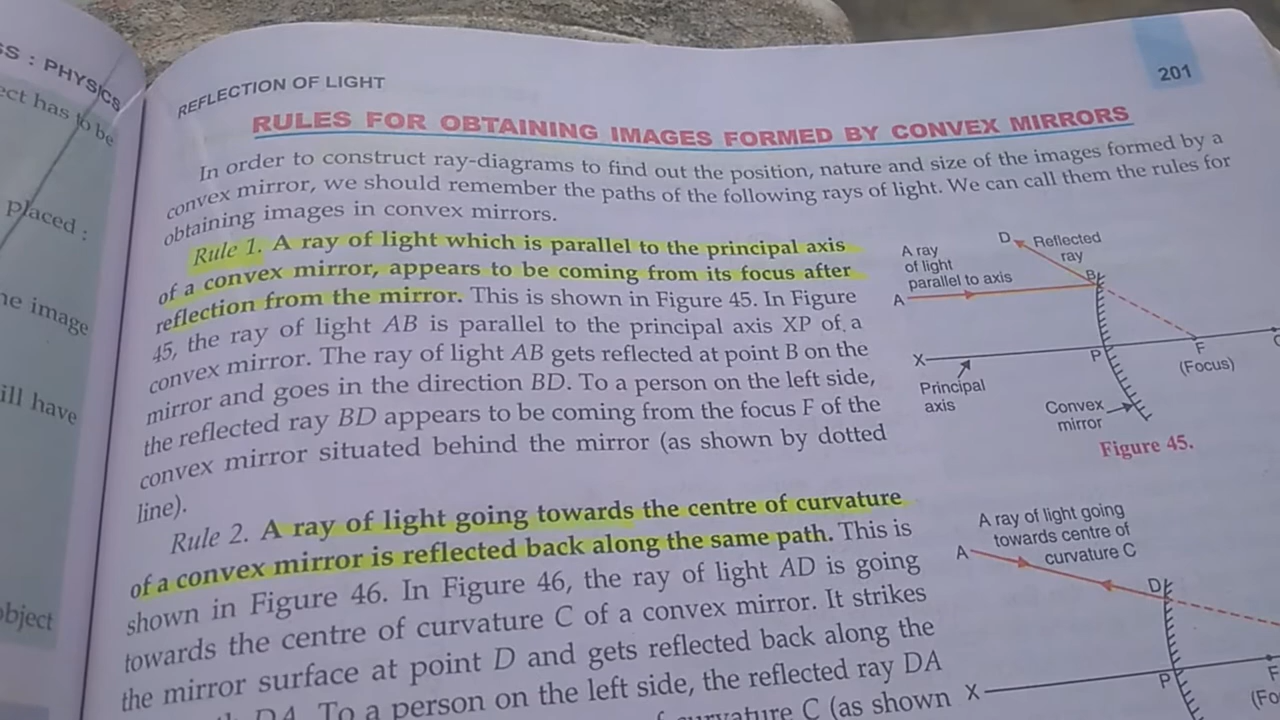 SS : PHYSICS
ect has to be
placed :
he image
ill have
object
REFLECTION OF LIGHT
201
RULES FOR OBTAINING IMAGES FORMED BY CONVEX MIRRORS
In order to construct ray-diagrams to find out the position, nature and size of the images formed by a
convex mirror, we should remember the paths of the following rays of light. We can call them the rules for
obtaining images in convex mirrors.
Rule 1. A ray of light which is parallel to the principal axis
of a convex mirror, appears to be coming from its focus after
reflection from the mirror. This is shown in Figure 45. In Figure
45, the ray of light AB is parallel to the principal axis XP of a
convex mirror. The ray of light AB gets reflected at point B on the
mirror and goes in the direction BD. To a person on the left side,
the reflected ray BD appears to be coming from the focus F of the
convex mirror situated behind the mirror (as shown by dotted
line).
A ray
of light
parallel to axis
D
Reflected
ray
A
B
X
P
F
(Focus)
Principal
axis
Convex
mirror
Figure 45.
Rule 2. A ray of light going towards the centre of curvature
of a convex mirror is reflected back along the same path. This is
shown in Figure 46. In Figure 46, the ray of light AD is going
towards the centre of curvature C of a convex mirror. It strikes
the mirror surface at point D and gets reflected back along the
DA. To a person on the left side, the reflected ray DA
curvature C (as shown
A ray of light going
towards centre of
curvature C
A
D
X
P
F
(Fo